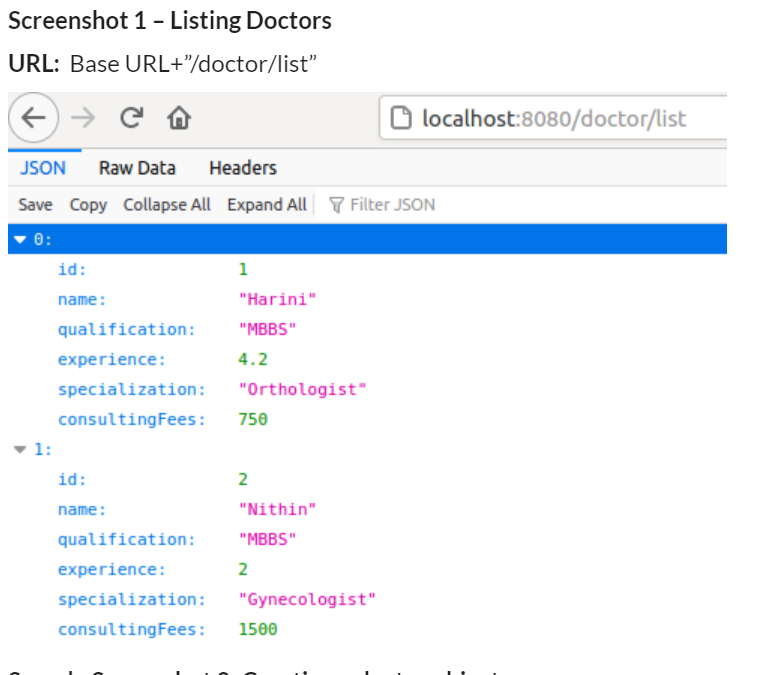 Screenshot 1 – Listing Doctors
URL: Base URL+”/doctor/list”
localhost:8080/doctor/list
JSON Raw Data Headers
Save Copy Collapse All Expand All Filter JSON
0:
id: 1
name: "Harini"
qualification: "MBBS"
experience: 4.2
specialization: "Orthologist"
consultingFees: 750
1:
id: 2
name: "Nithin"
qualification: "MBBS"
experience: 2
specialization: "Gynecologist"
consultingFees: 1500